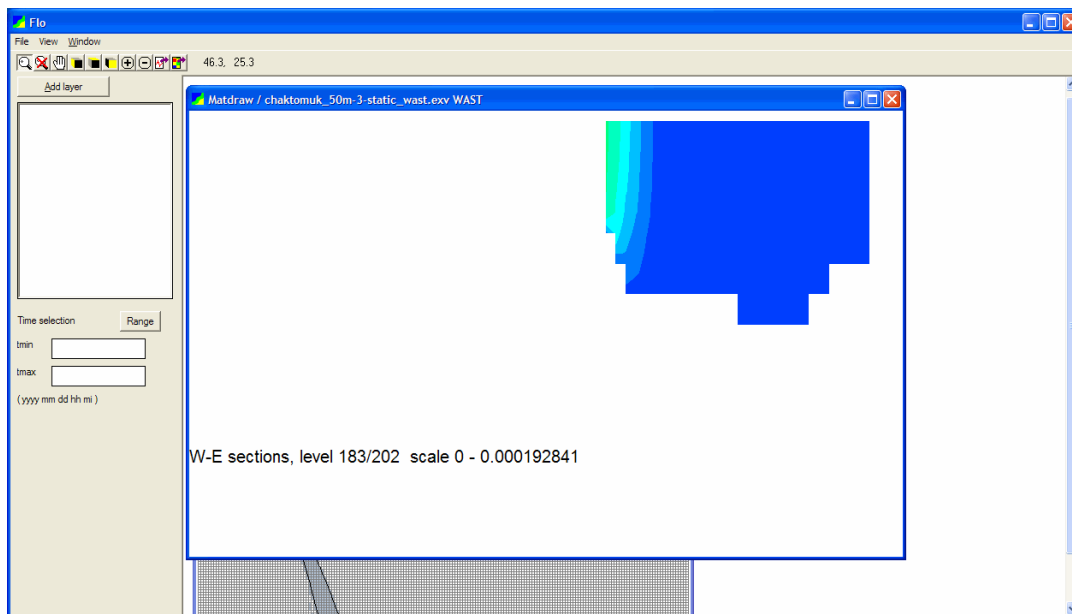 Flo
File View Window
46.3, 25.3
Add layer
Matdraw / chaktomuk_50m-3-static_wast.exv WAST
Time selection Range
tmin
tmax
( yyyy mm dd hh mi )
W-E sections, level 183/202 scale 0 - 0.000192841